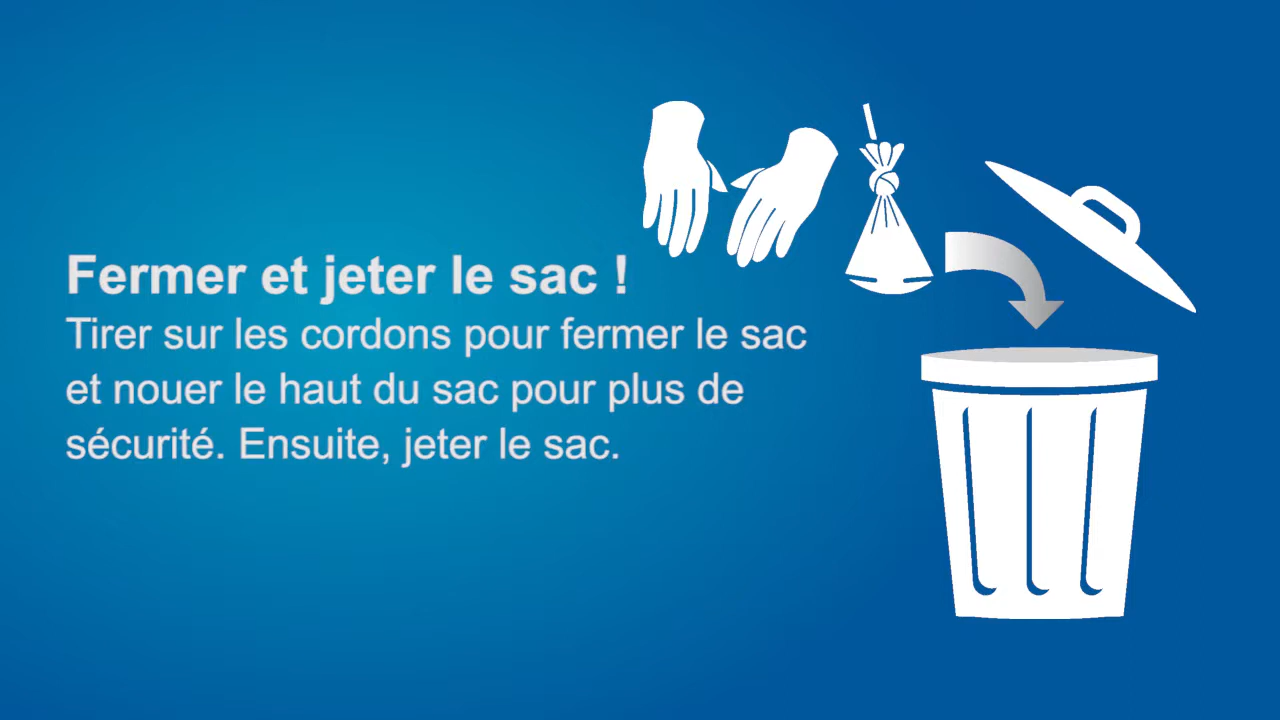 Fermer et jeter le sac !
Tirer sur les cordons pour fermer le sac
et nouer le haut du sac pour plus de
sécurité. Ensuite, jeter le sac.